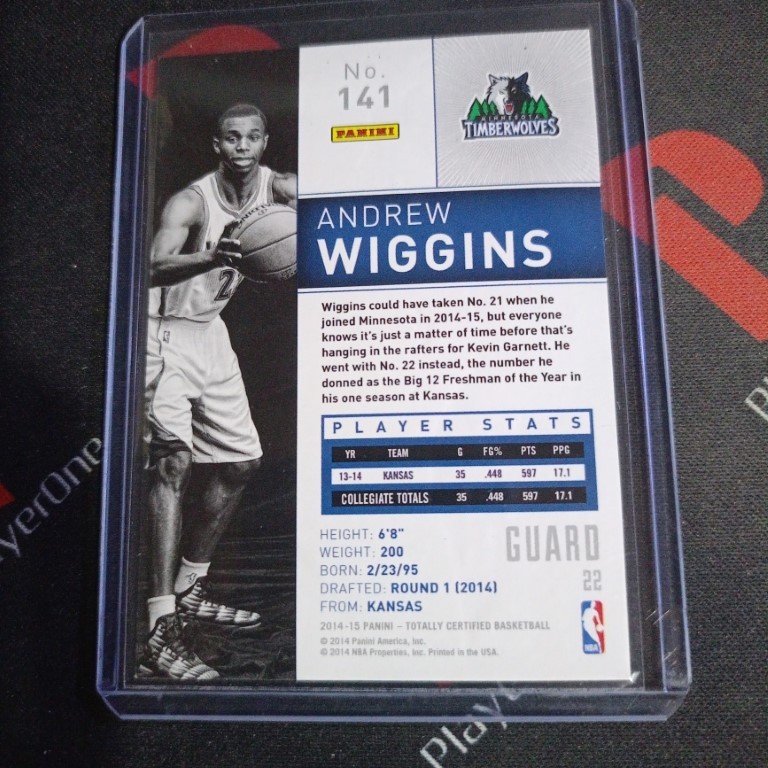 No.
141
PANINI
MINNESOTA
TIMBERWOLVES
ANDREW
WIGGINS
Wiggins could have taken No. 21 when he
joined Minnesota in 2014-15, but everyone
knows it's just a matter of time before that's
hanging in the rafters for Kevin Garnett. He
went with No. 22 instead, the number he
donned as the Big 12 Freshman of the Year in
his one season at Kansas.
PLAYER STATS
YR TEAM G FG% PTS PPG
13-14 KANSAS 35 .448 597 17.1
COLLEGIATE TOTALS 35 .448 597 17.1
HEIGHT: 6'8"
WEIGHT: 200
BORN: 2/23/95
DRAFTED: ROUND 1 (2014)
FROM: KANSAS
GUARD
22
2014-15 PANINI – TOTALLY CERTIFIED BASKETBALL
© 2014 Panini America, Inc.
© 2014 NBA Properties, Inc. Printed in the USA.
NBA
yerOne
Play